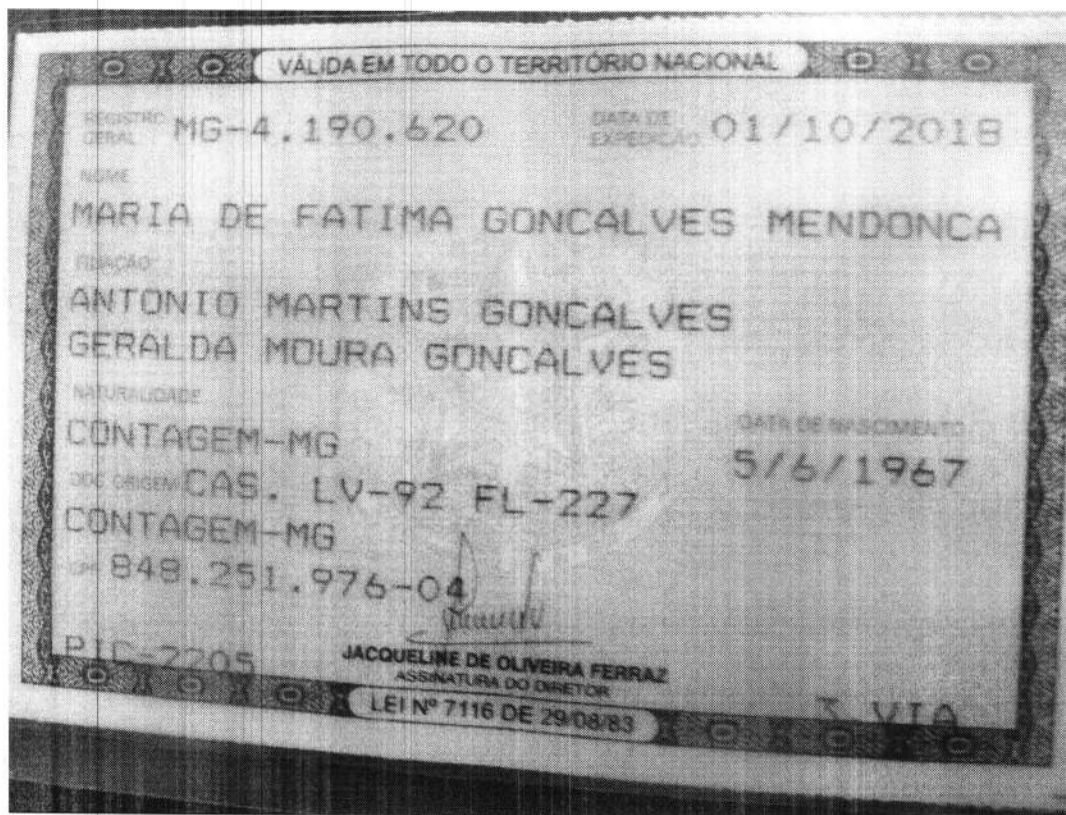 VÁLIDA EM TODO O TERRITÓRIO NACIONAL
REGISTRO GERAL MG-4.190.620 DATA DE EXPEDIÇÃO 01/10/2018
NOME
MARIA DE FATIMA GONCALVES MENDONCA
FILIAÇÃO
ANTONIO MARTINS GONCALVES
GERALDA MOURA GONCALVES
NATURALIDADE DATA DE NASCIMENTO
CONTAGEM-MG 5/6/1967
DOC ORIGEM CAS. LV-92 FL-227
CONTAGEM-MG
CPF 848.251.976-04
PIC-2205
JACQUELINE DE OLIVEIRA FERRAZ
ASSINATURA DO DIRETOR
LEI Nº 7116 DE 29/08/83
VIA